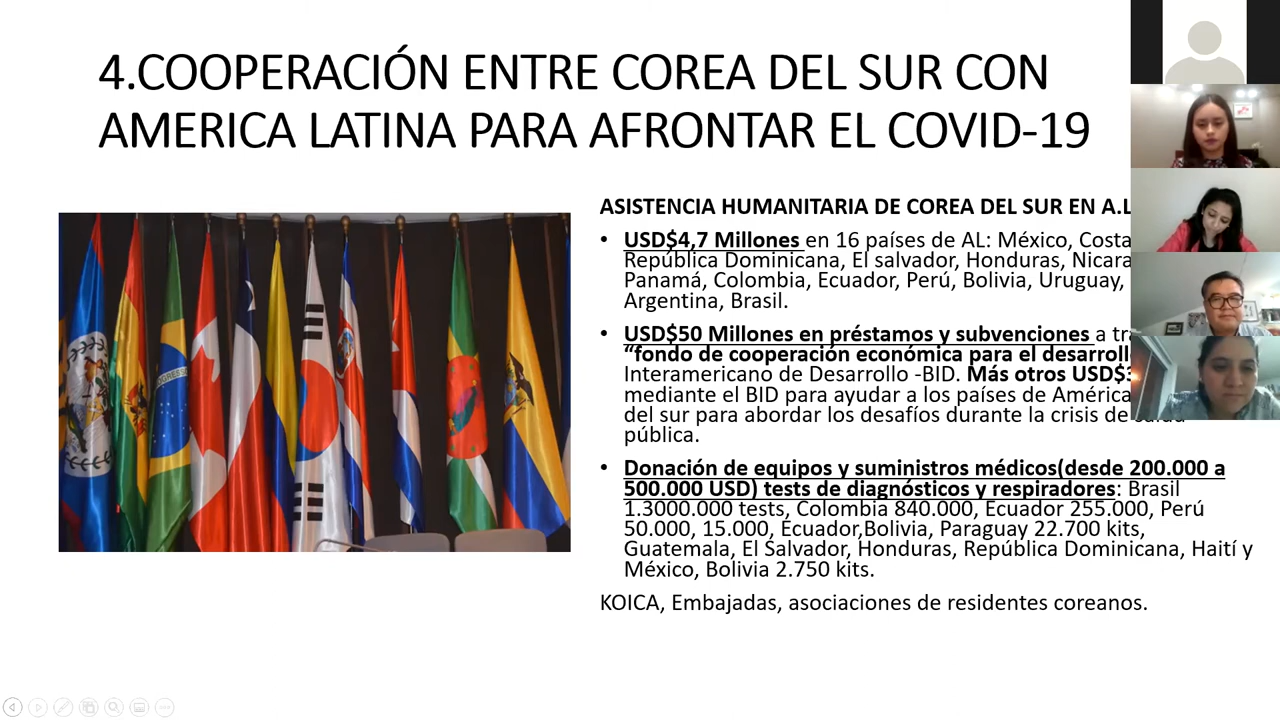 4.COOPERACIÓN ENTRE COREA DEL SUR CON
AMERICA LATINA PARA AFRONTAR EL COVID-19
ASISTENCIA HUMANITARIA DE COREA DEL SUR EN A.L
• USD$4,7 Millones en 16 países de AL: México, Costa
República Dominicana, El salvador, Honduras,
Panamá, Colombia, Ecuador, Perú, Bolivia, Uruguay,
Argentina, Brasil.
• USD$50 Millones en préstamos y subvenciones a
“fondo de cooperación económica para el
Interamericano de Desarrollo -BID. Más otros
mediante el BID para ayudar a los países de América
del sur para abordar los desafíos durante la crisis de salud
pública.
• Donación de equipos y suministros médicos(desde 200.000 a
500.000 USD) tests de diagnósticos y respiradores: Brasil
1.3000.000 tests, Colombia 840.000, Ecuador 255.000, Perú
50.000, 15.000, Ecuador,Bolivia, Paraguay 22.700 kits,
Guatemala, El Salvador, Honduras, República Dominicana, Haití y
México, Bolivia 2.750 kits.
KOICA, Embajadas, asociaciones de residentes coreanos.